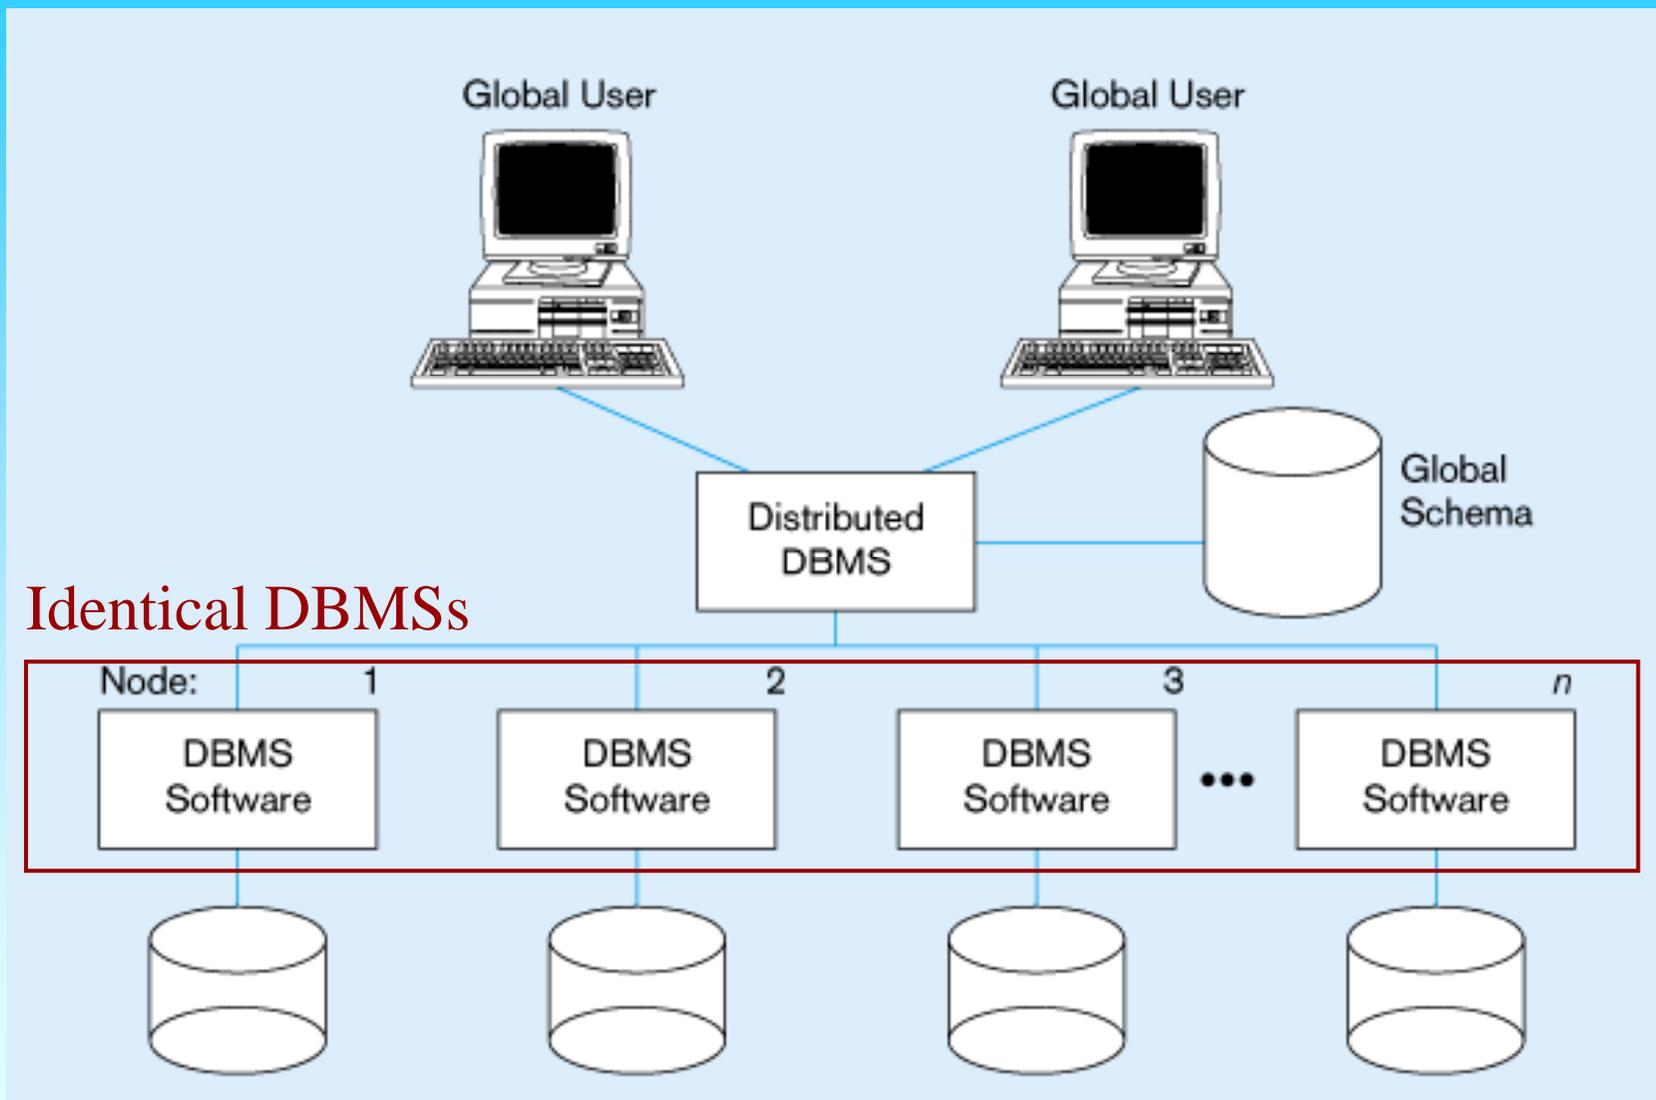 Global User
Global User
Distributed
DBMS
Global
Schema
Identical DBMSs
Node: 1 2 3 n
DBMS
Software
DBMS
Software
DBMS
Software
•••
DBMS
Software